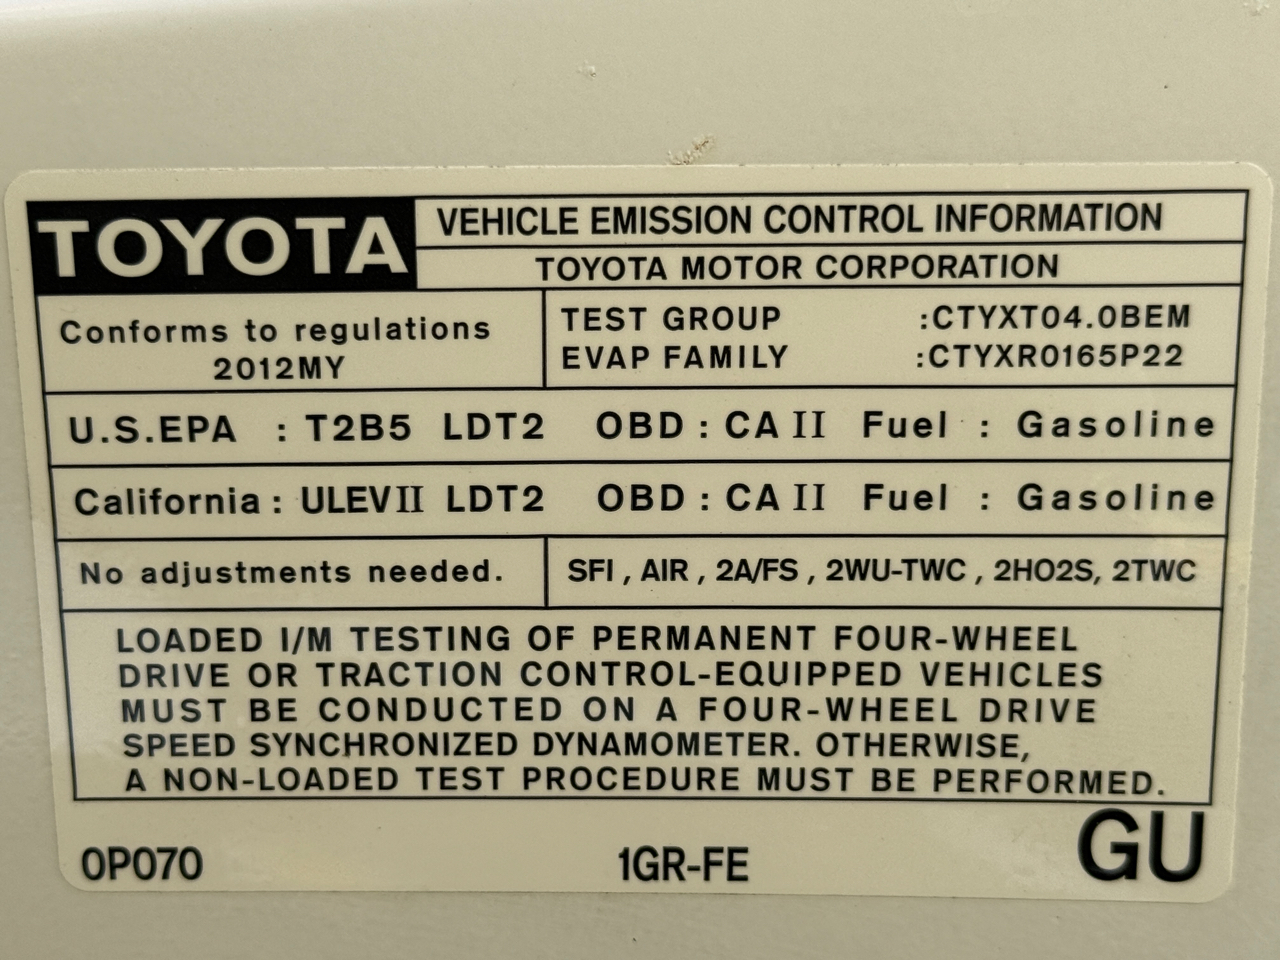 TOYOTA
VEHICLE EMISSION CONTROL INFORMATION
TOYOTA MOTOR CORPORATION
Conforms to regulations
2012MY
TEST GROUP :CTYXT04.0BEM
EVAP FAMILY :CTYXR0165P22
U.S.EPA : T2B5 LDT2 OBD : CA II Fuel : Gasoline
California : ULEV II LDT2 OBD : CA II Fuel : Gasoline
No adjustments needed.
SFI , AIR , 2A/FS , 2WU-TWC , 2HO2S, 2TWC
LOADED I/M TESTING OF PERMANENT FOUR-WHEEL
DRIVE OR TRACTION CONTROL-EQUIPPED VEHICLES
MUST BE CONDUCTED ON A FOUR-WHEEL DRIVE
SPEED SYNCHRONIZED DYNAMOMETER. OTHERWISE,
A NON-LOADED TEST PROCEDURE MUST BE PERFORMED.
0P070 1GR-FE GU